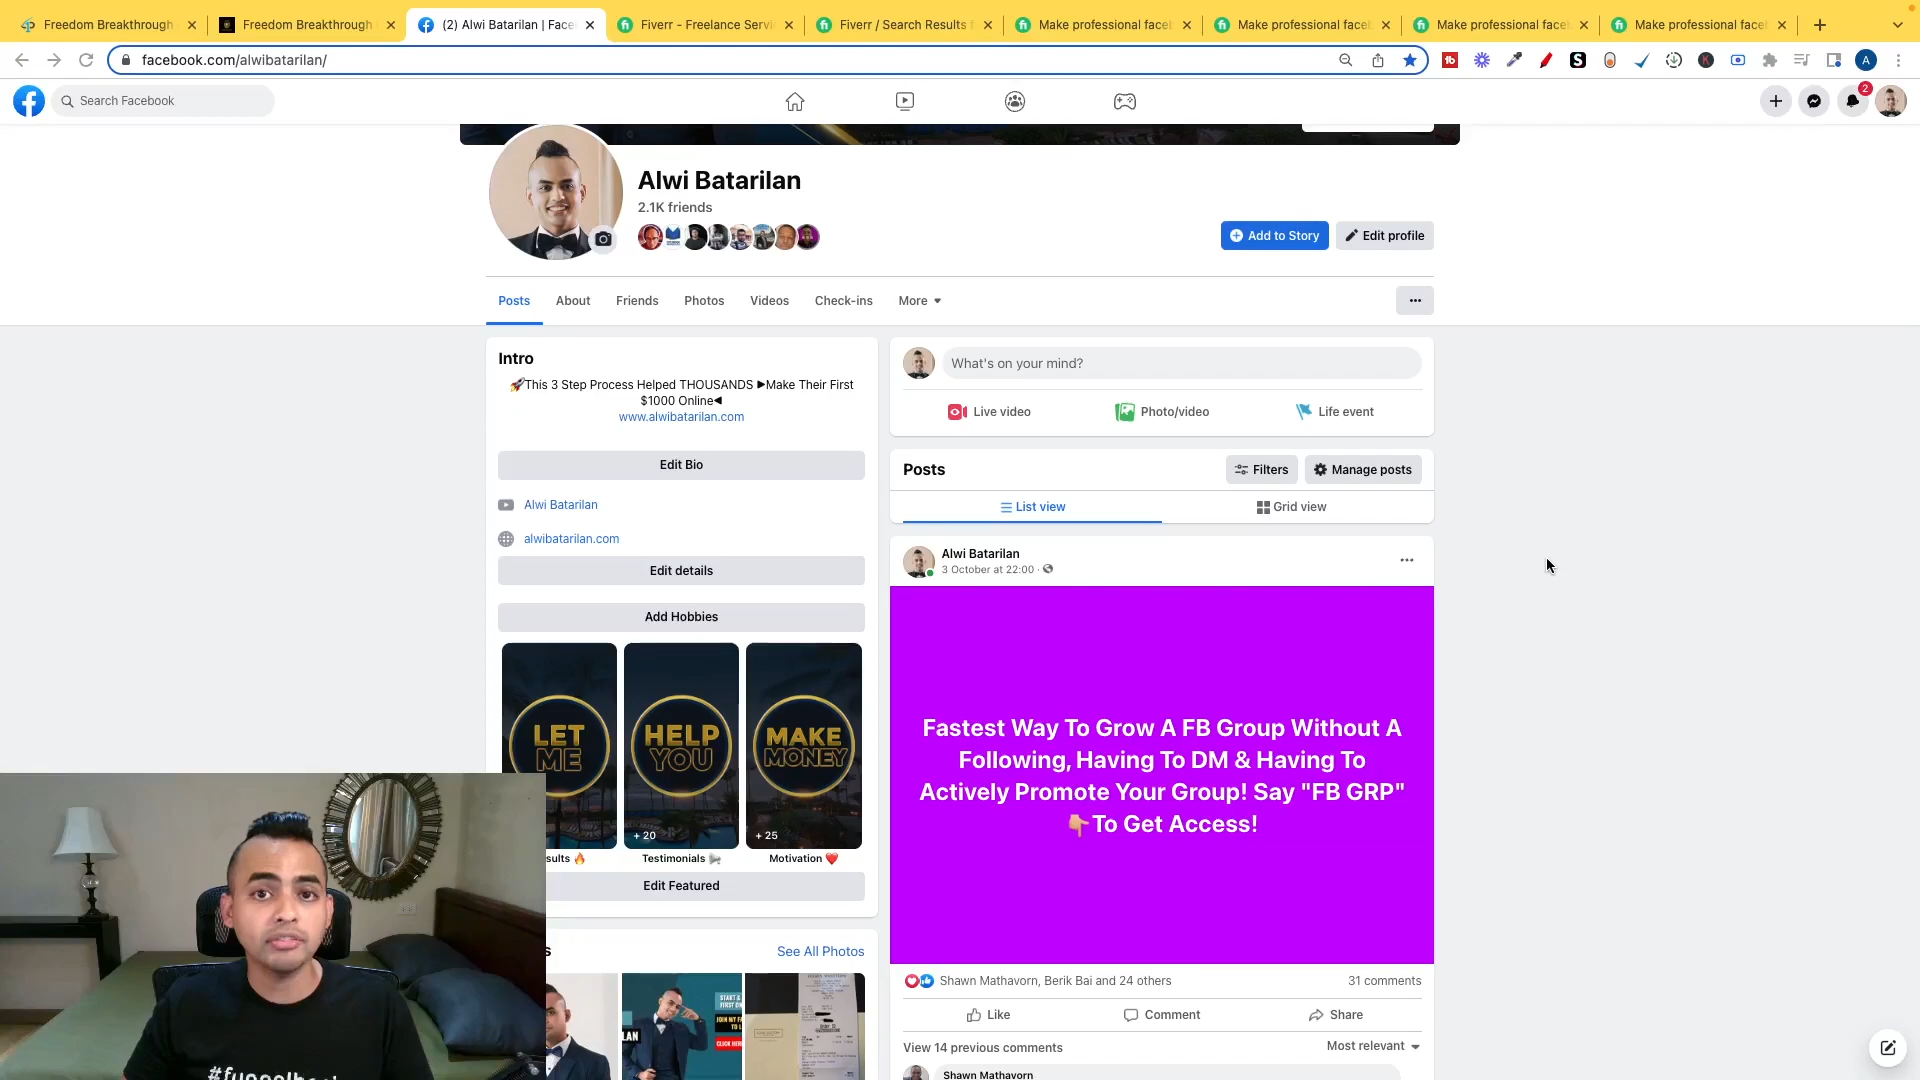 Freedom Breakthrough
Freedom Breakthrough
(2) Alwi Batarilan | Face
Fiverr - Freelance Servi
Fiverr / Search Results f
Make professional face
Make professional face
Make professional face
Make professional face
facebook.com/alwibatarilan/
A
Search Facebook
2
Alwi Batarilan
2.1K friends
Add to Story
Edit profile
Posts
About
Friends
Photos
Videos
Check-ins
More
Intro
🚀This 3 Step Process Helped THOUSANDS ▶Make Their First
$1000 Online◀
www.alwibatarilan.com
Edit Bio
Alwi Batarilan
alwibatarilan.com
Edit details
Add Hobbies
LET
ME
HELP
YOU
+ 20
MAKE
MONEY
+ 25
sults 🔥
Testimonials
Motivation ❤️
Edit Featured
s
See All Photos
What's on your mind?
Live video
Photo/video
Life event
Posts
Filters
Manage posts
List view
Grid view
Alwi Batarilan
3 October at 22:00 ·
Fastest Way To Grow A FB Group Without A
Following, Having To DM & Having To
Actively Promote Your Group! Say "FB GRP"
👇🏼To Get Access!
Shawn Mathavorn, Berik Bai and 24 others
31 comments
Like
Comment
Share
View 14 previous comments
Most relevant
Shawn Mathavorn